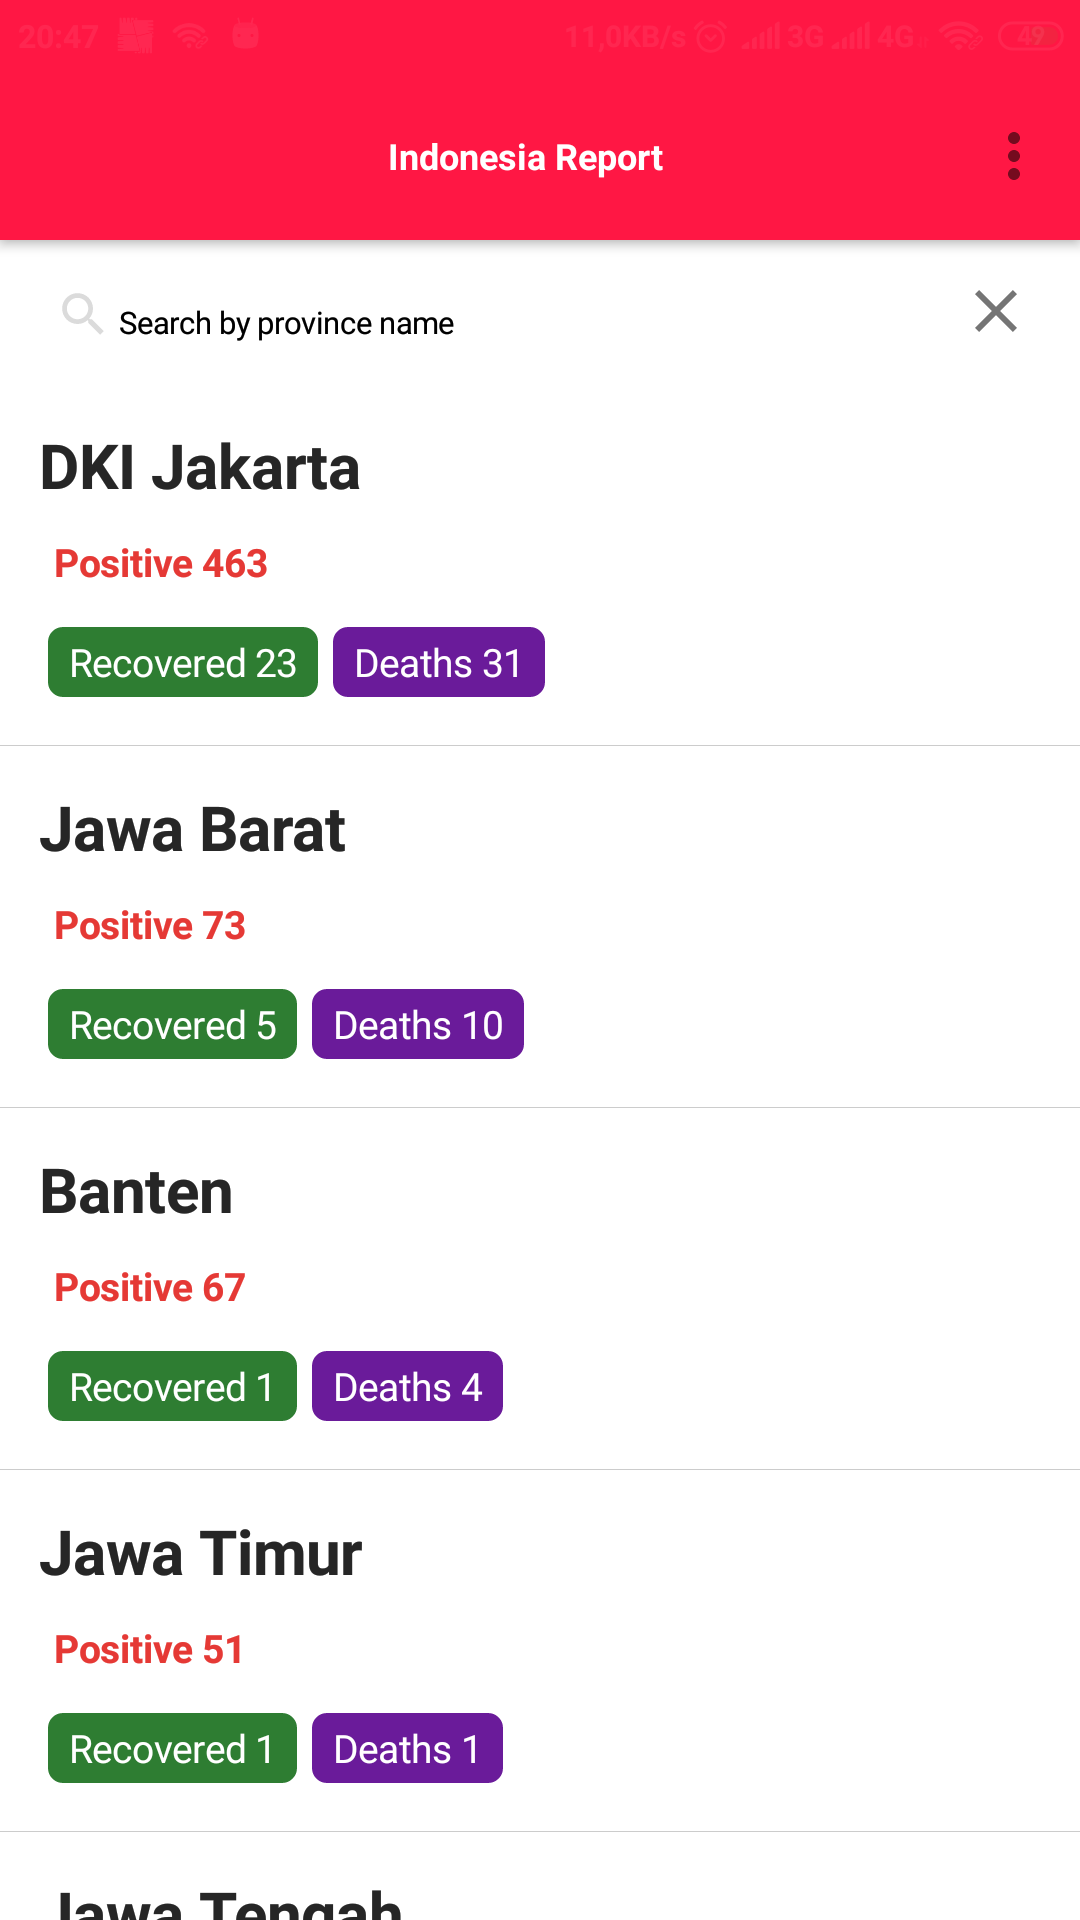 20:47 11,0KB/s 3G 4G 49
Indonesia Report
Search by province name
DKI Jakarta
Positive 463
Recovered 23 Deaths 31
Jawa Barat
Positive 73
Recovered 5 Deaths 10
Banten
Positive 67
Recovered 1 Deaths 4
Jawa Timur
Positive 51
Recovered 1 Deaths 1
Jawa Tengah